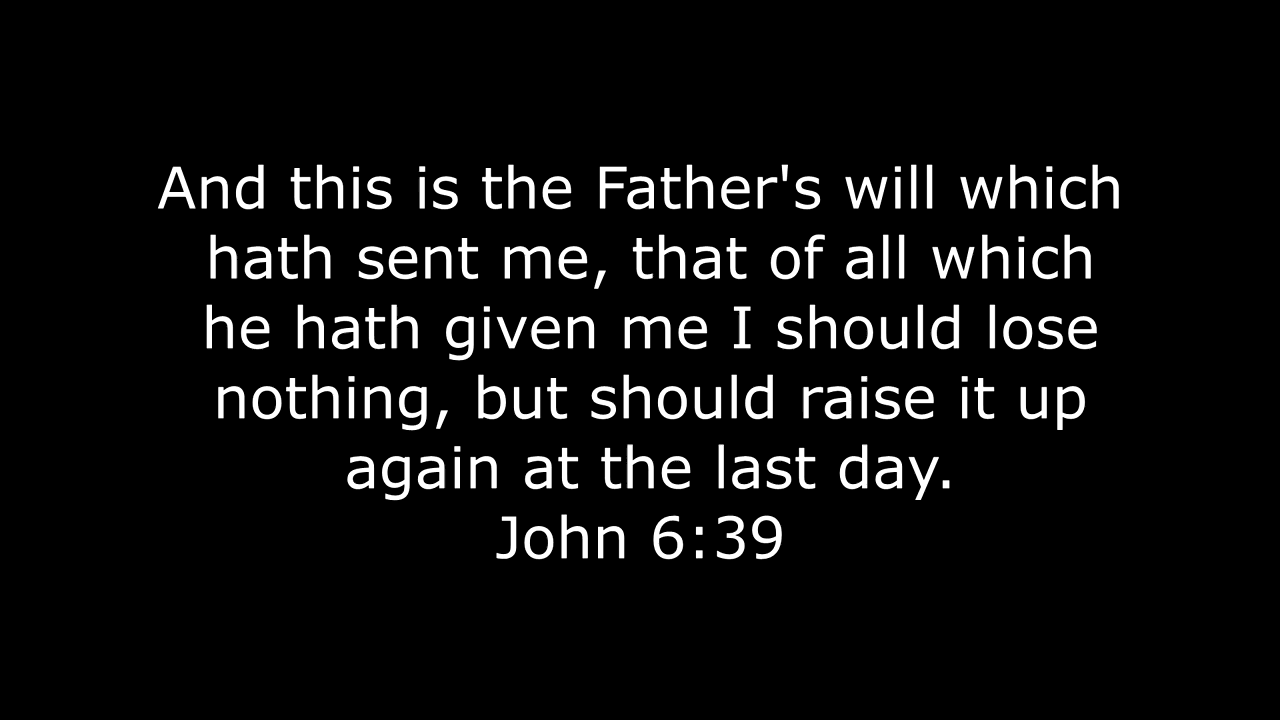 And this is the Father's will which
hath sent me, that of all which
he hath given me I should lose
nothing, but should raise it up
again at the last day.
John 6:39